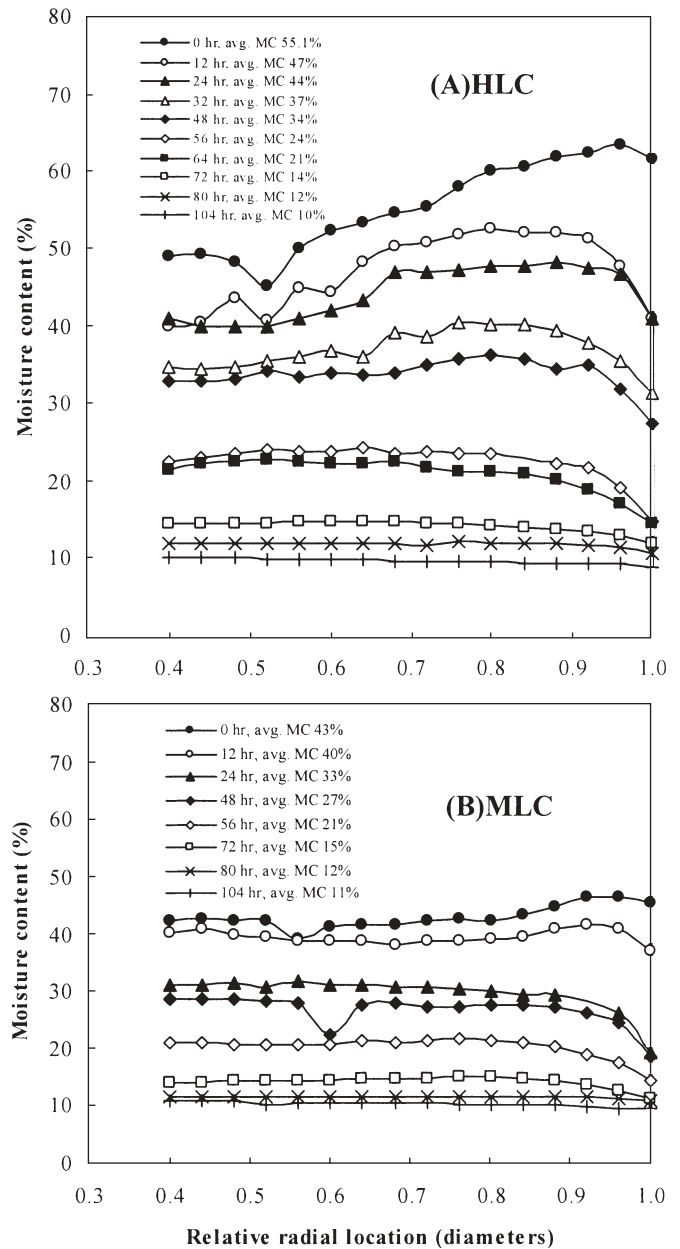 80
70
60
50
40
30
20
10
0
Moisture content (%)
0 hr, avg. MC 55.1%
12 hr, avg. MC 47%
24 hr, avg. MC 44%
32 hr, avg. MC 37%
48 hr, avg. MC 34%
56 hr, avg. MC 24%
64 hr, avg. MC 21%
72 hr, avg. MC 14%
80 hr, avg. MC 12%
104 hr, avg. MC 10%
(A)HLC
0.3 0.4 0.5 0.6 0.7 0.8 0.9 1.0
80
70
60
50
40
30
20
10
0
Moisture content (%)
0 hr, avg. MC 43%
12 hr, avg. MC 40%
24 hr, avg. MC 33%
48 hr, avg. MC 27%
56 hr, avg. MC 21%
72 hr, avg. MC 15%
80 hr, avg. MC 12%
104 hr, avg. MC 11%
(B)MLC
0.3 0.4 0.5 0.6 0.7 0.8 0.9 1.0
Relative radial location (diameters)